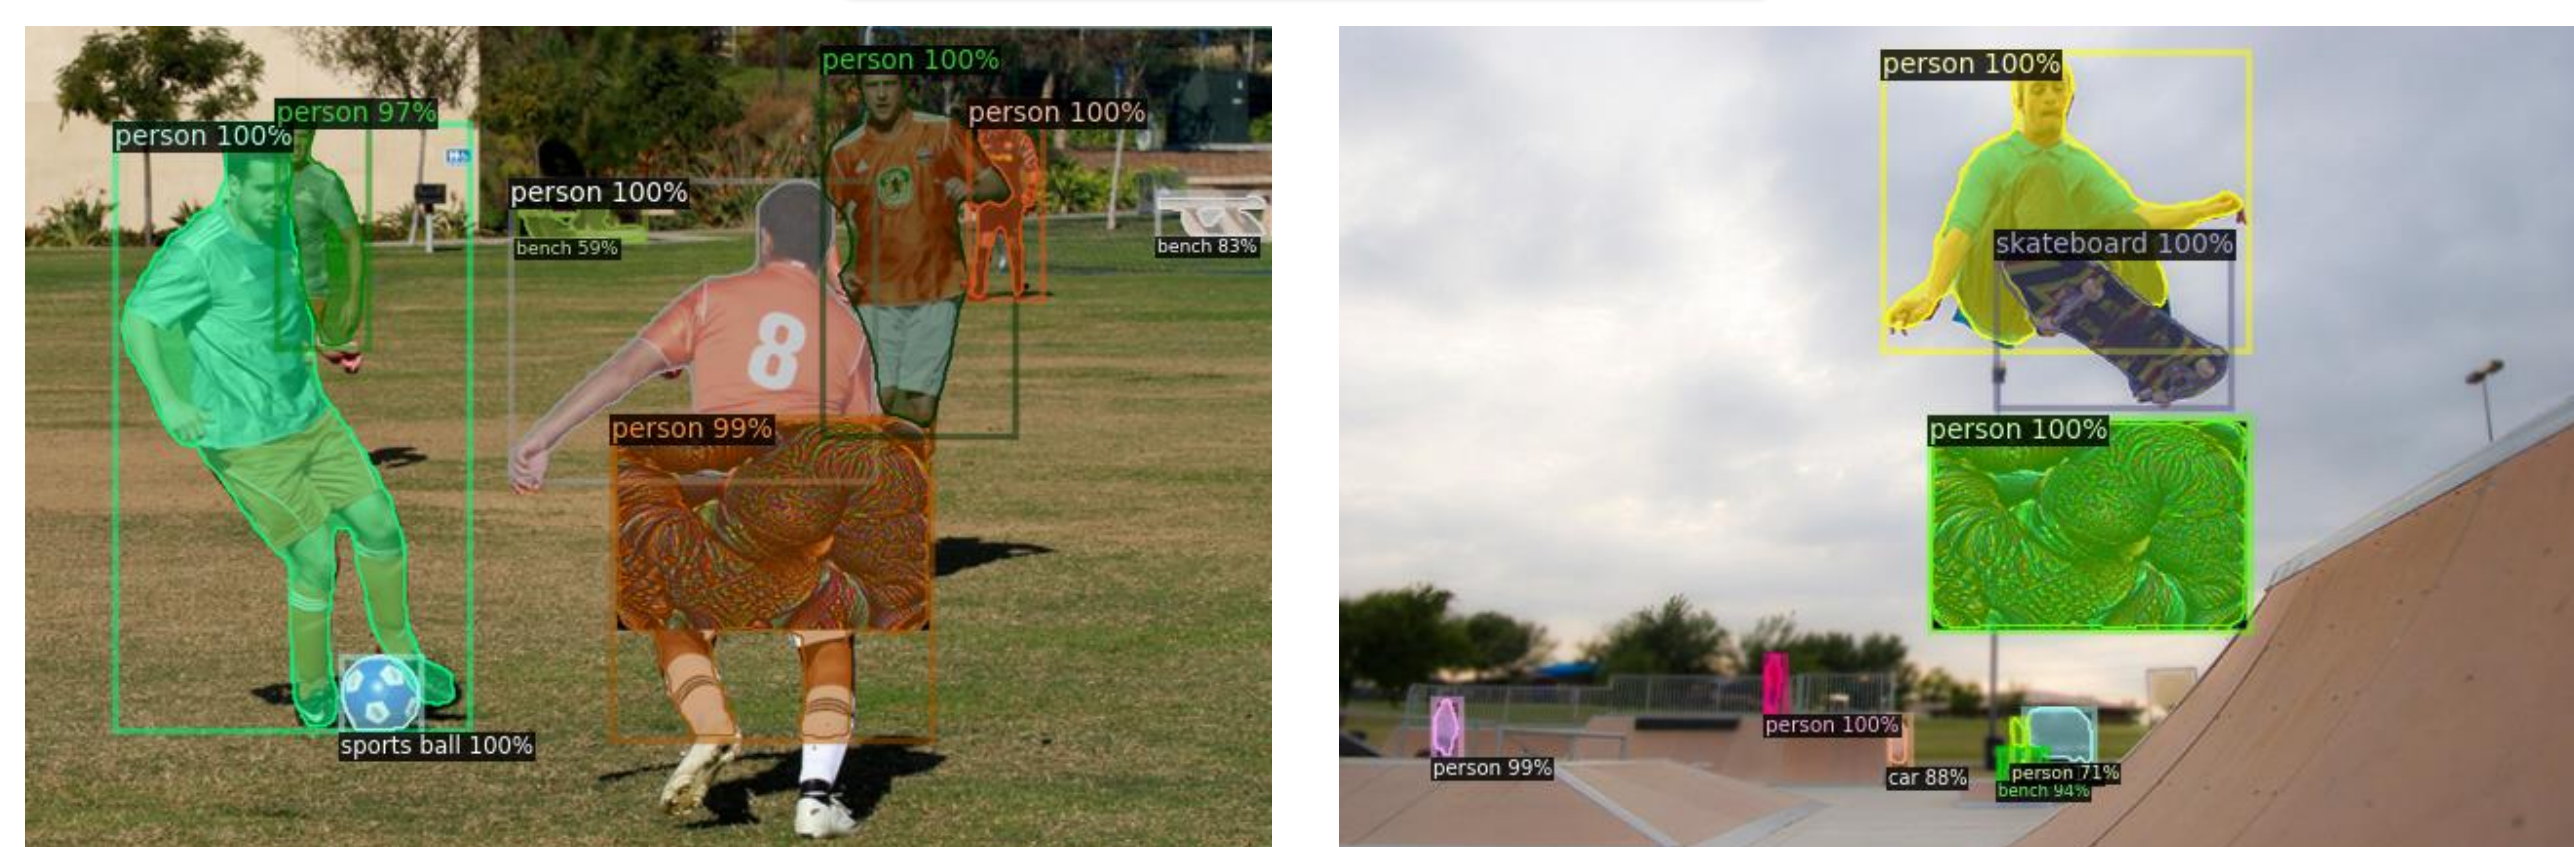 person 97%
person 100%
person 100%
person 100%
person 100%
bench 59%
bench 83%
8
person 99%
sports ball 100%
person 100%
skateboard 100%
person 100%
person 100%
person 99%
car 88%
person 71%
bench 94%